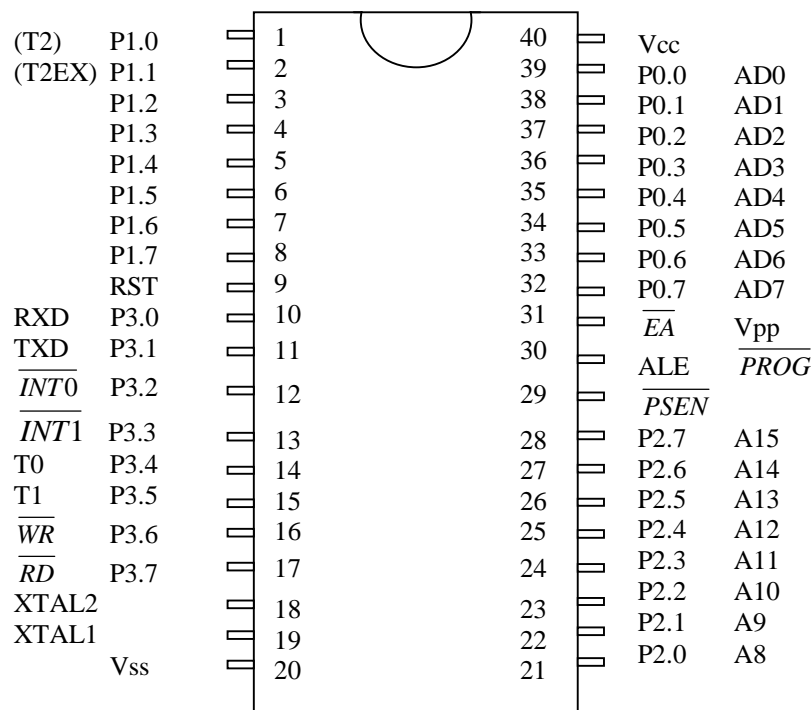 (T2) P1.0 1 40 Vcc
(T2EX) P1.1 2 39 P0.0 AD0
P1.2 3 38 P0.1 AD1
P1.3 4 37 P0.2 AD2
P1.4 5 36 P0.3 AD3
P1.5 6 35 P0.4 AD4
P1.6 7 34 P0.5 AD5
P1.7 8 33 P0.6 AD6
RST 9 32 P0.7 AD7
RXD P3.0 10 31 E̅A̅ Vpp
TXD P3.1 11 30 ALE P̅R̅O̅G̅
I̅N̅T̅0̅ P3.2 12 29 P̅S̅E̅N̅
I̅N̅T̅1̅ P3.3 13 28 P2.7 A15
T0 P3.4 14 27 P2.6 A14
T1 P3.5 15 26 P2.5 A13
W̅R̅ P3.6 16 25 P2.4 A12
R̅D̅ P3.7 17 24 P2.3 A11
XTAL2 18 23 P2.2 A10
XTAL1 19 22 P2.1 A9
Vss 20 21 P2.0 A8